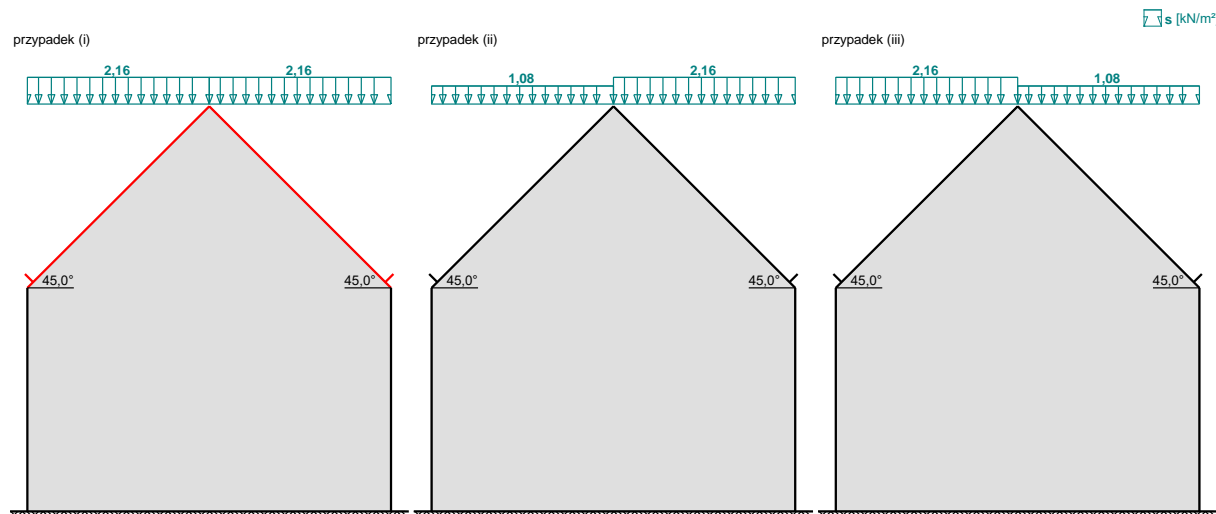 s [kN/m²
przypadek (i) przypadek (ii) przypadek (iii)
2,16 2,16 1,08 2,16 2,16 1,08
45,0° 45,0° 45,0° 45,0° 45,0° 45,0°